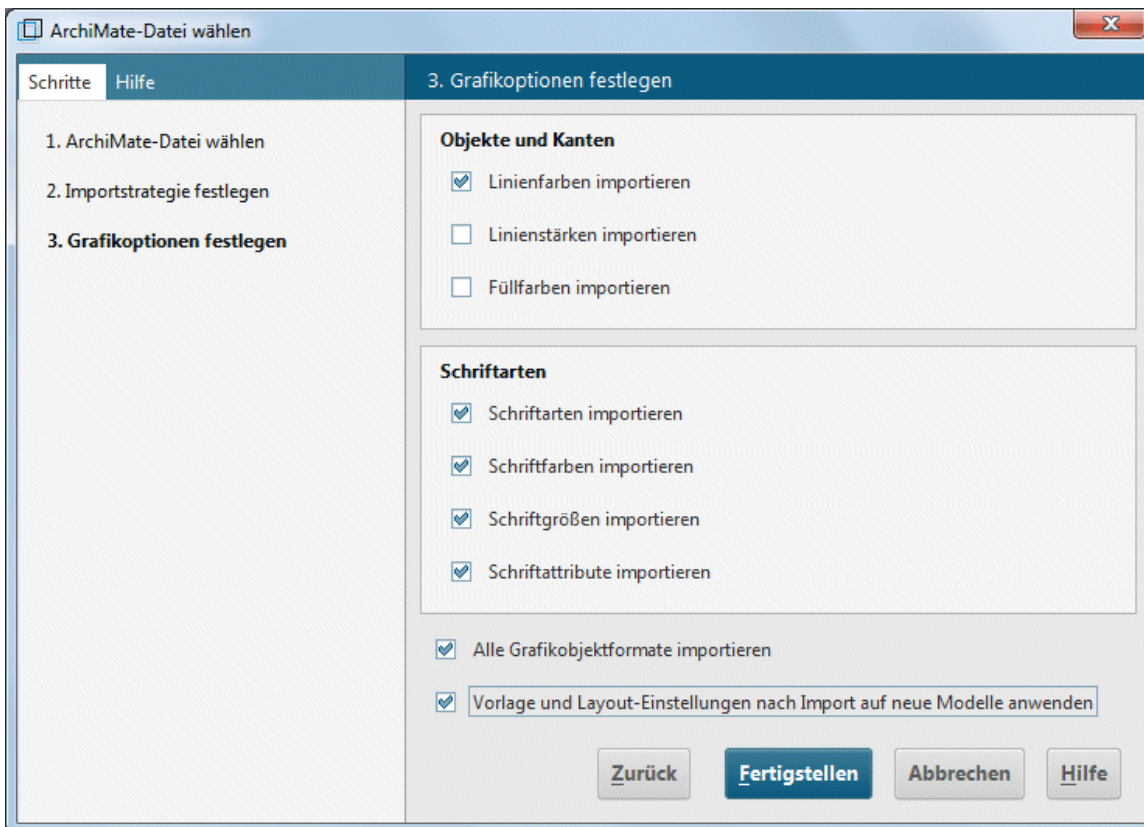 ArchiMate-Datei wählen
Schritte Hilfe
1. ArchiMate-Datei wählen
2. Importstrategie festlegen
3. Grafikoptionen festlegen
3. Grafikoptionen festlegen
Objekte und Kanten
Linienfarben importieren
Linienstärken importieren
Füllfarben importieren
Schriftarten
Schriftarten importieren
Schriftfarben importieren
Schriftgrößen importieren
Schriftattribute importieren
Alle Grafikobjektformate importieren
Vorlage und Layout-Einstellungen nach Import auf neue Modelle anwenden
Zurück Fertigstellen Abbrechen Hilfe